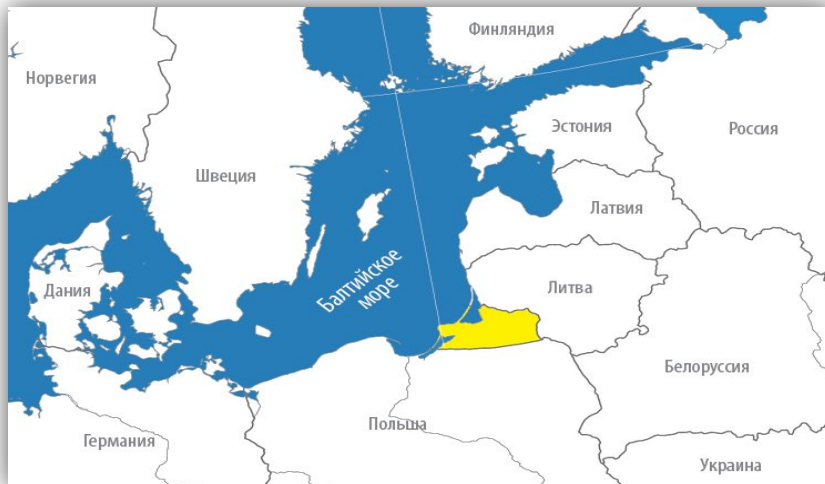 Финляндия
Норвегия
Эстония
Россия
Швеция
Латвия
Балтийское
море
Литва
Дания
Белоруссия
Польша
Германия
Украина